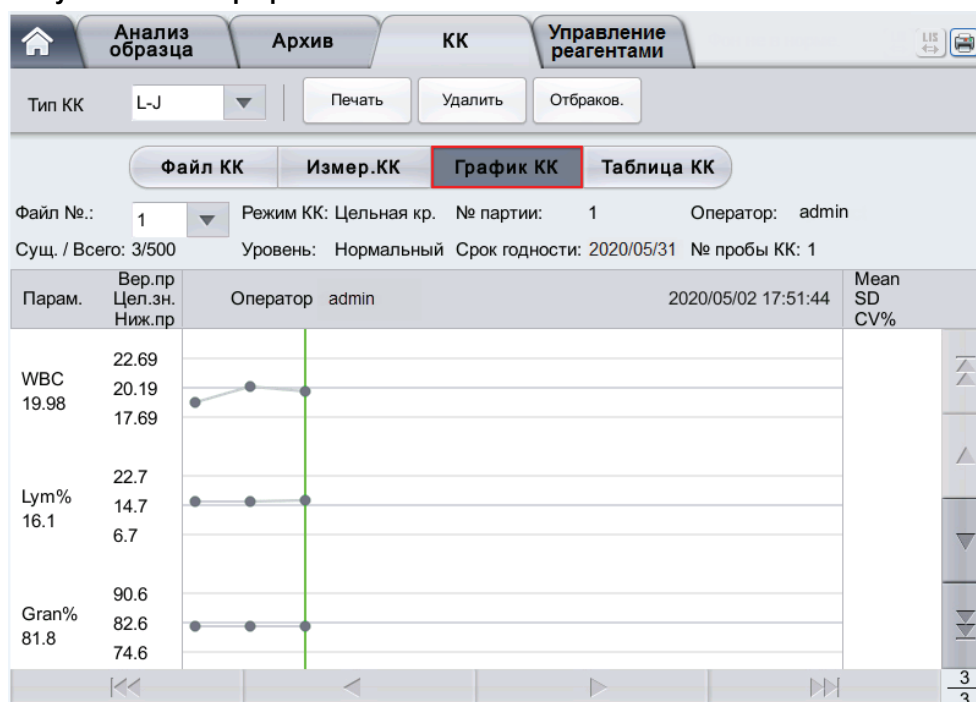 Анализ образца
Архив
КК
Управление реагентами
LIS
Тип КК
L-J
Печать
Удалить
Отбраков.
Файл КК
Измер.КК
График КК
Таблица КК
Файл №.: 1 Режим КК: Цельная кр. № партии: 1 Оператор: admin
Сущ. / Всего: 3/500 Уровень: Нормальный Срок годности: 2020/05/31 № пробы КК: 1
Парам.
Вер.пр
Цел.зн.
Ниж.пр
Оператор admin
2020/05/02 17:51:44
Mean
SD
CV%
WBC
19.98
22.69
20.19
17.69
Lym%
16.1
22.7
14.7
6.7
Gran%
81.8
90.6
82.6
74.6
3
3